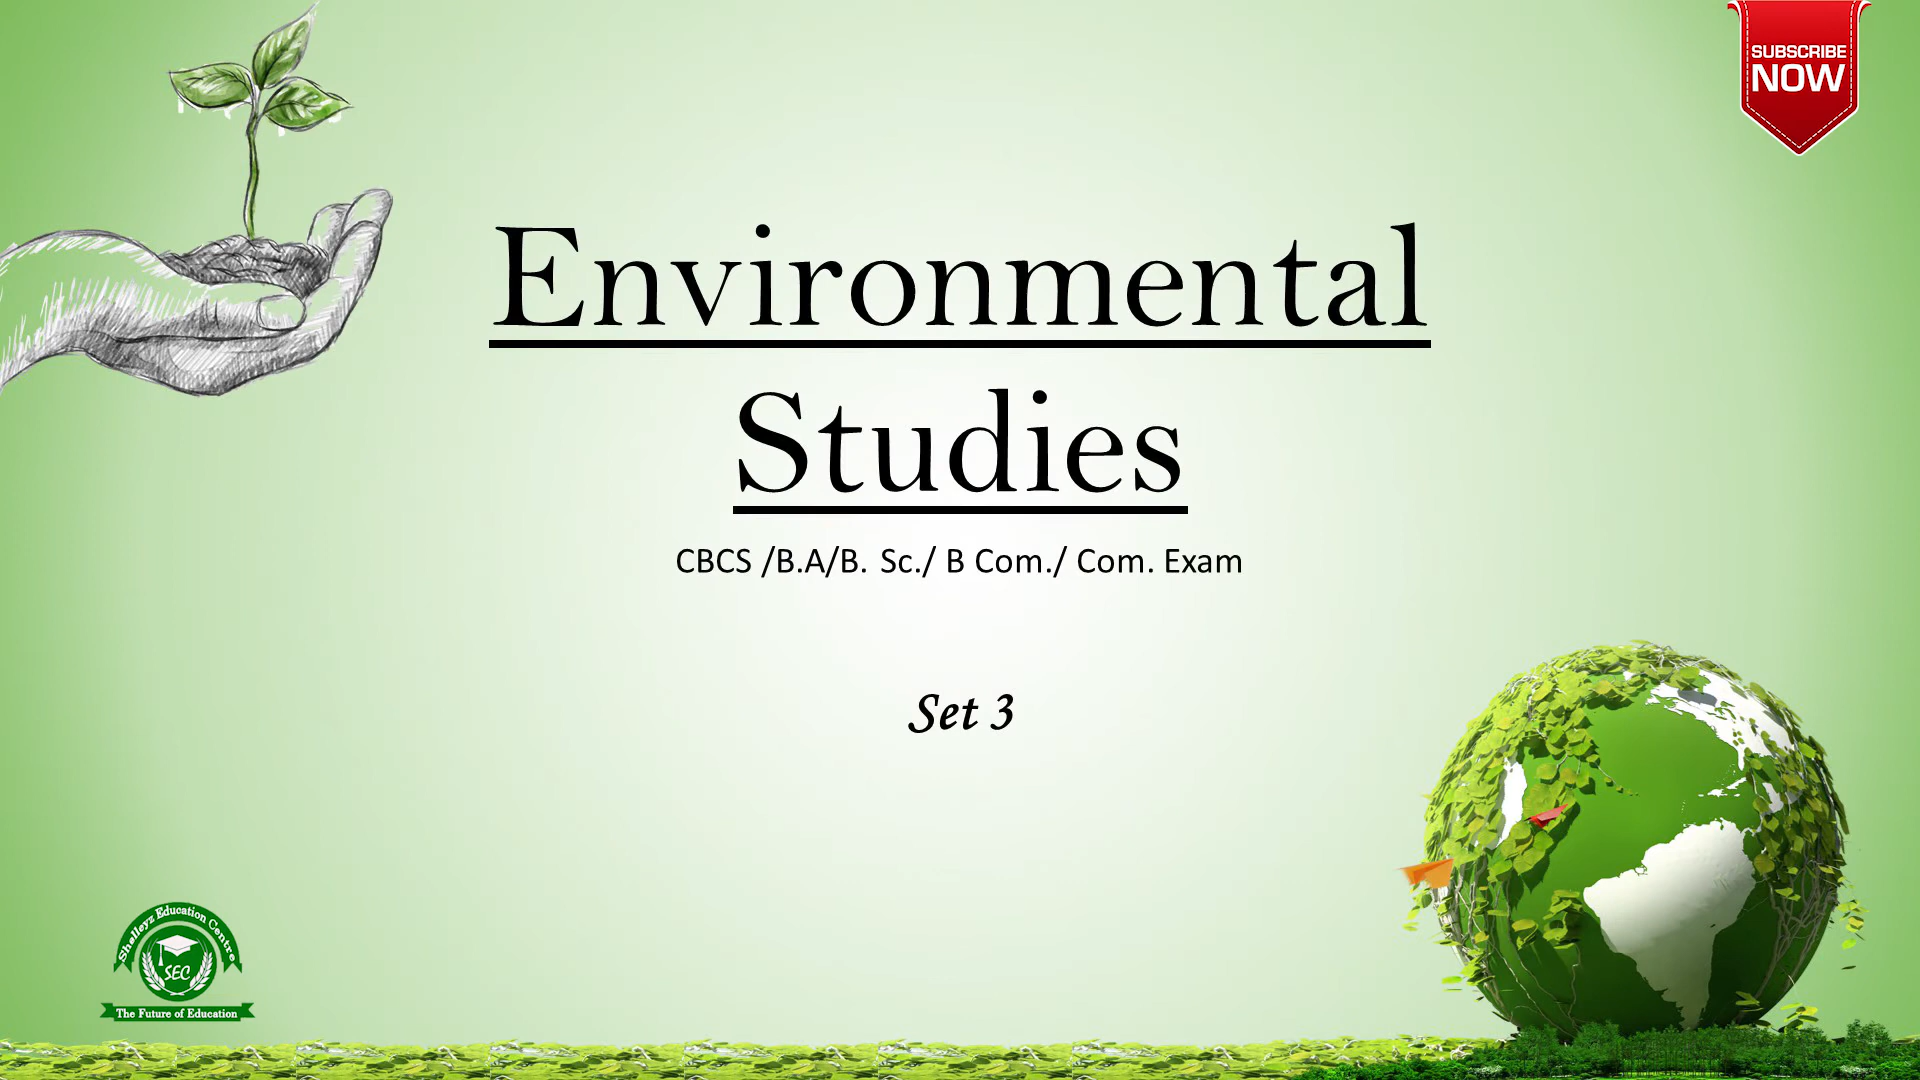 SUBSCRIBE
NOW
Environmental
Studies
CBCS /B.A/B. Sc./ B Com./ Com. Exam
Set 3
Shelleyz Education Centre
SEC
The Future of Education